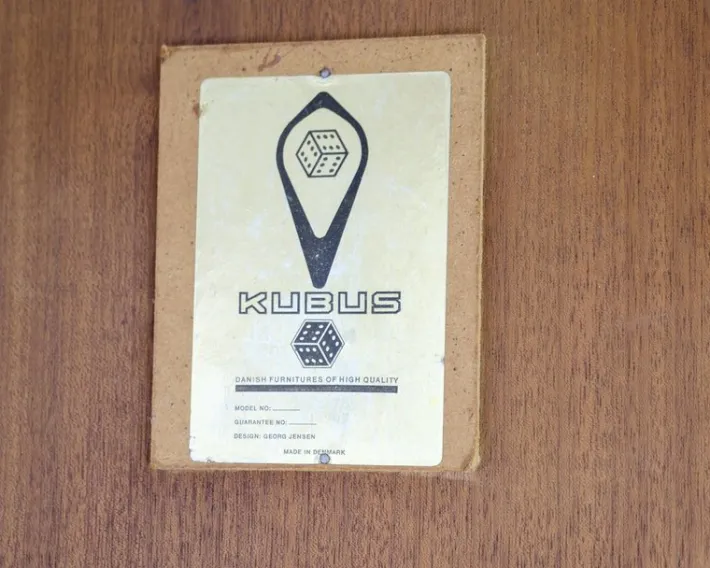 KUBUS
DANISH FURNITURES OF HIGH QUALITY
MODEL NO:
GUARANTEE NO:
DESIGN: GEORG JENSEN
MADE IN DENMARK